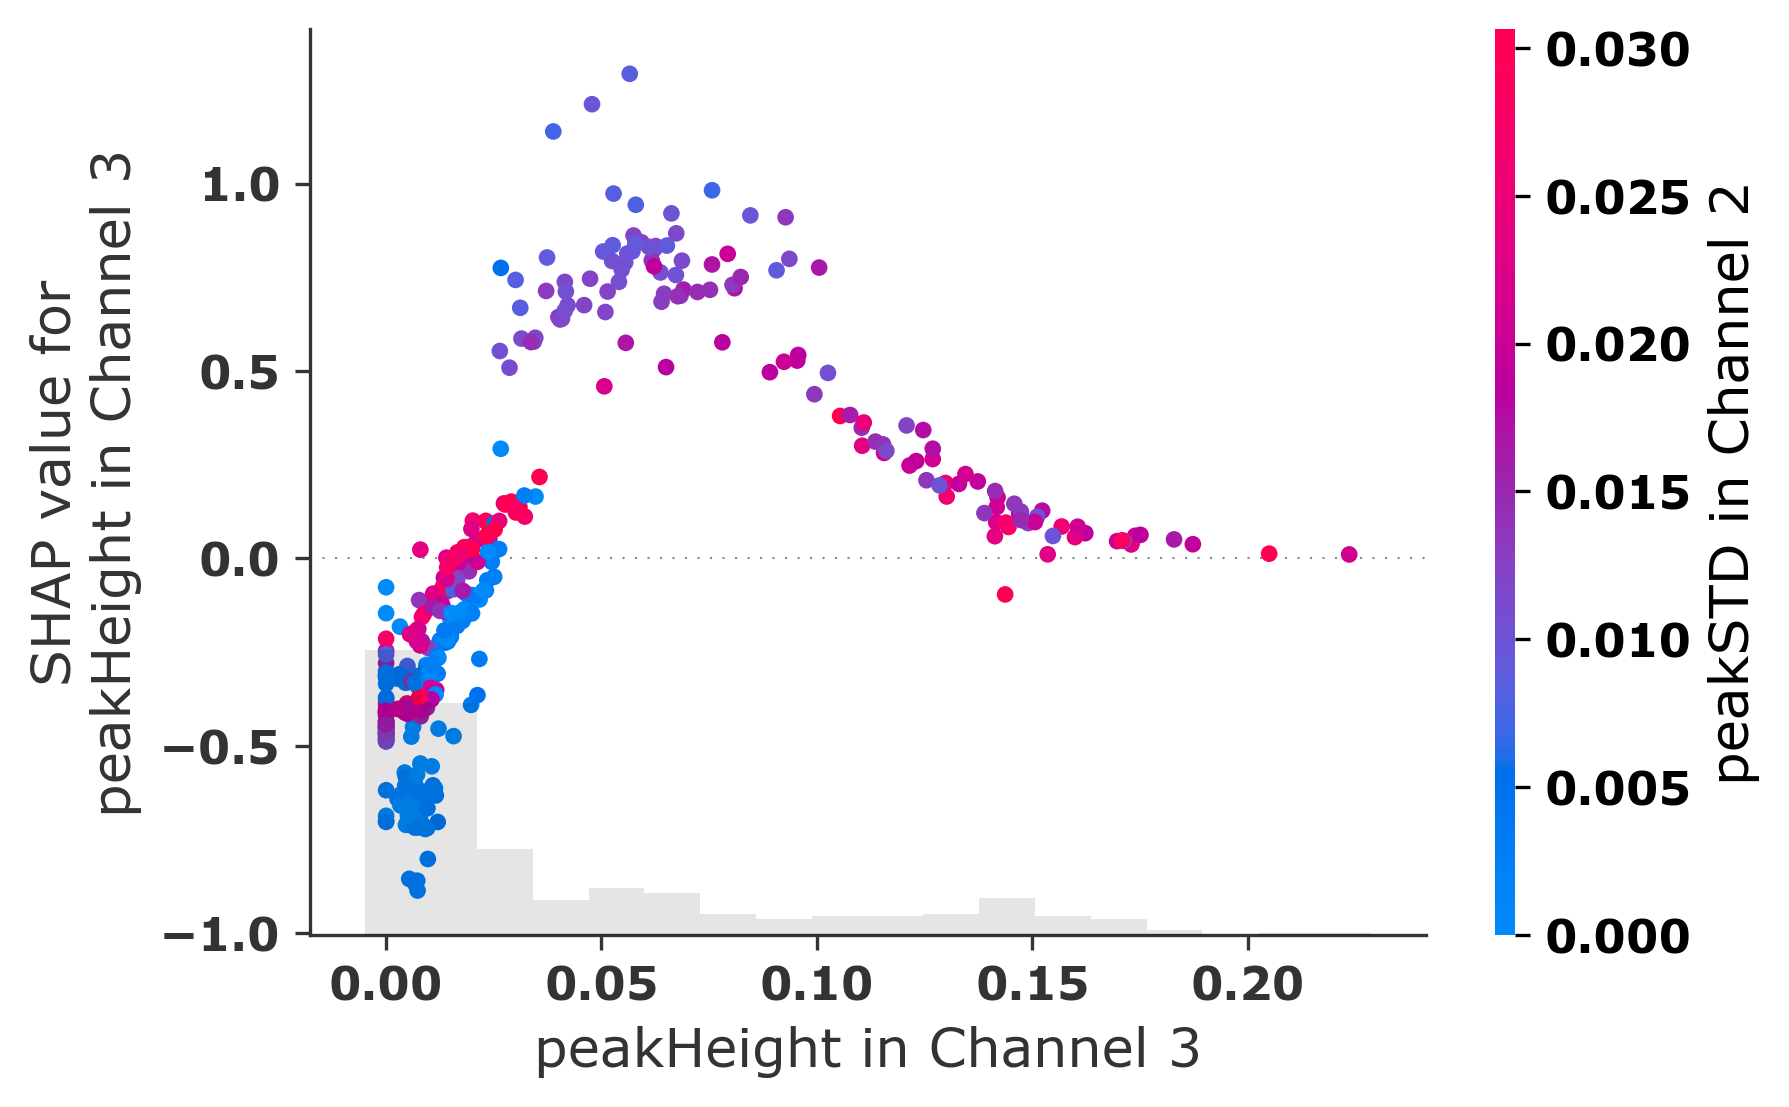 SHAP value for
peakHeight in Channel 3
1.0
0.5
0.0
−0.5
−1.0
0.00 0.05 0.10 0.15 0.20
peakHeight in Channel 3
0.030
0.025
0.020
0.015
0.010
0.005
0.000
peakSTD in Channel 2